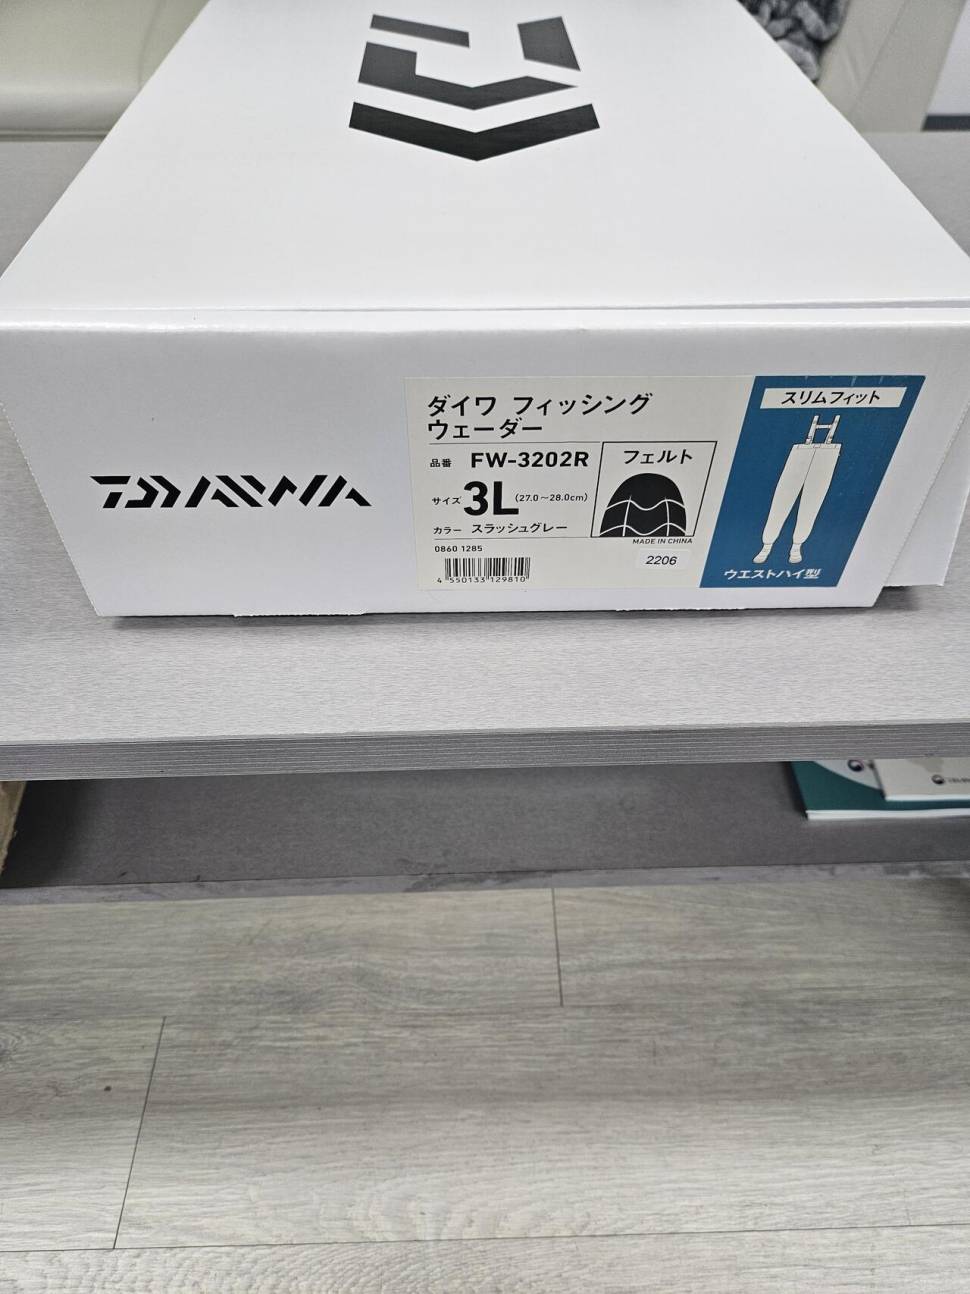 DAIWA
ダイワ フィッシング
ウェーダー
品番 FW-3202R
サイズ 3L (27.0～28.0cm)
カラー スラッシュグレー
0860 1285
4 550133 129810
フェルト
MADE IN CHINA
2206
スリムフィット
ウエストハイ型